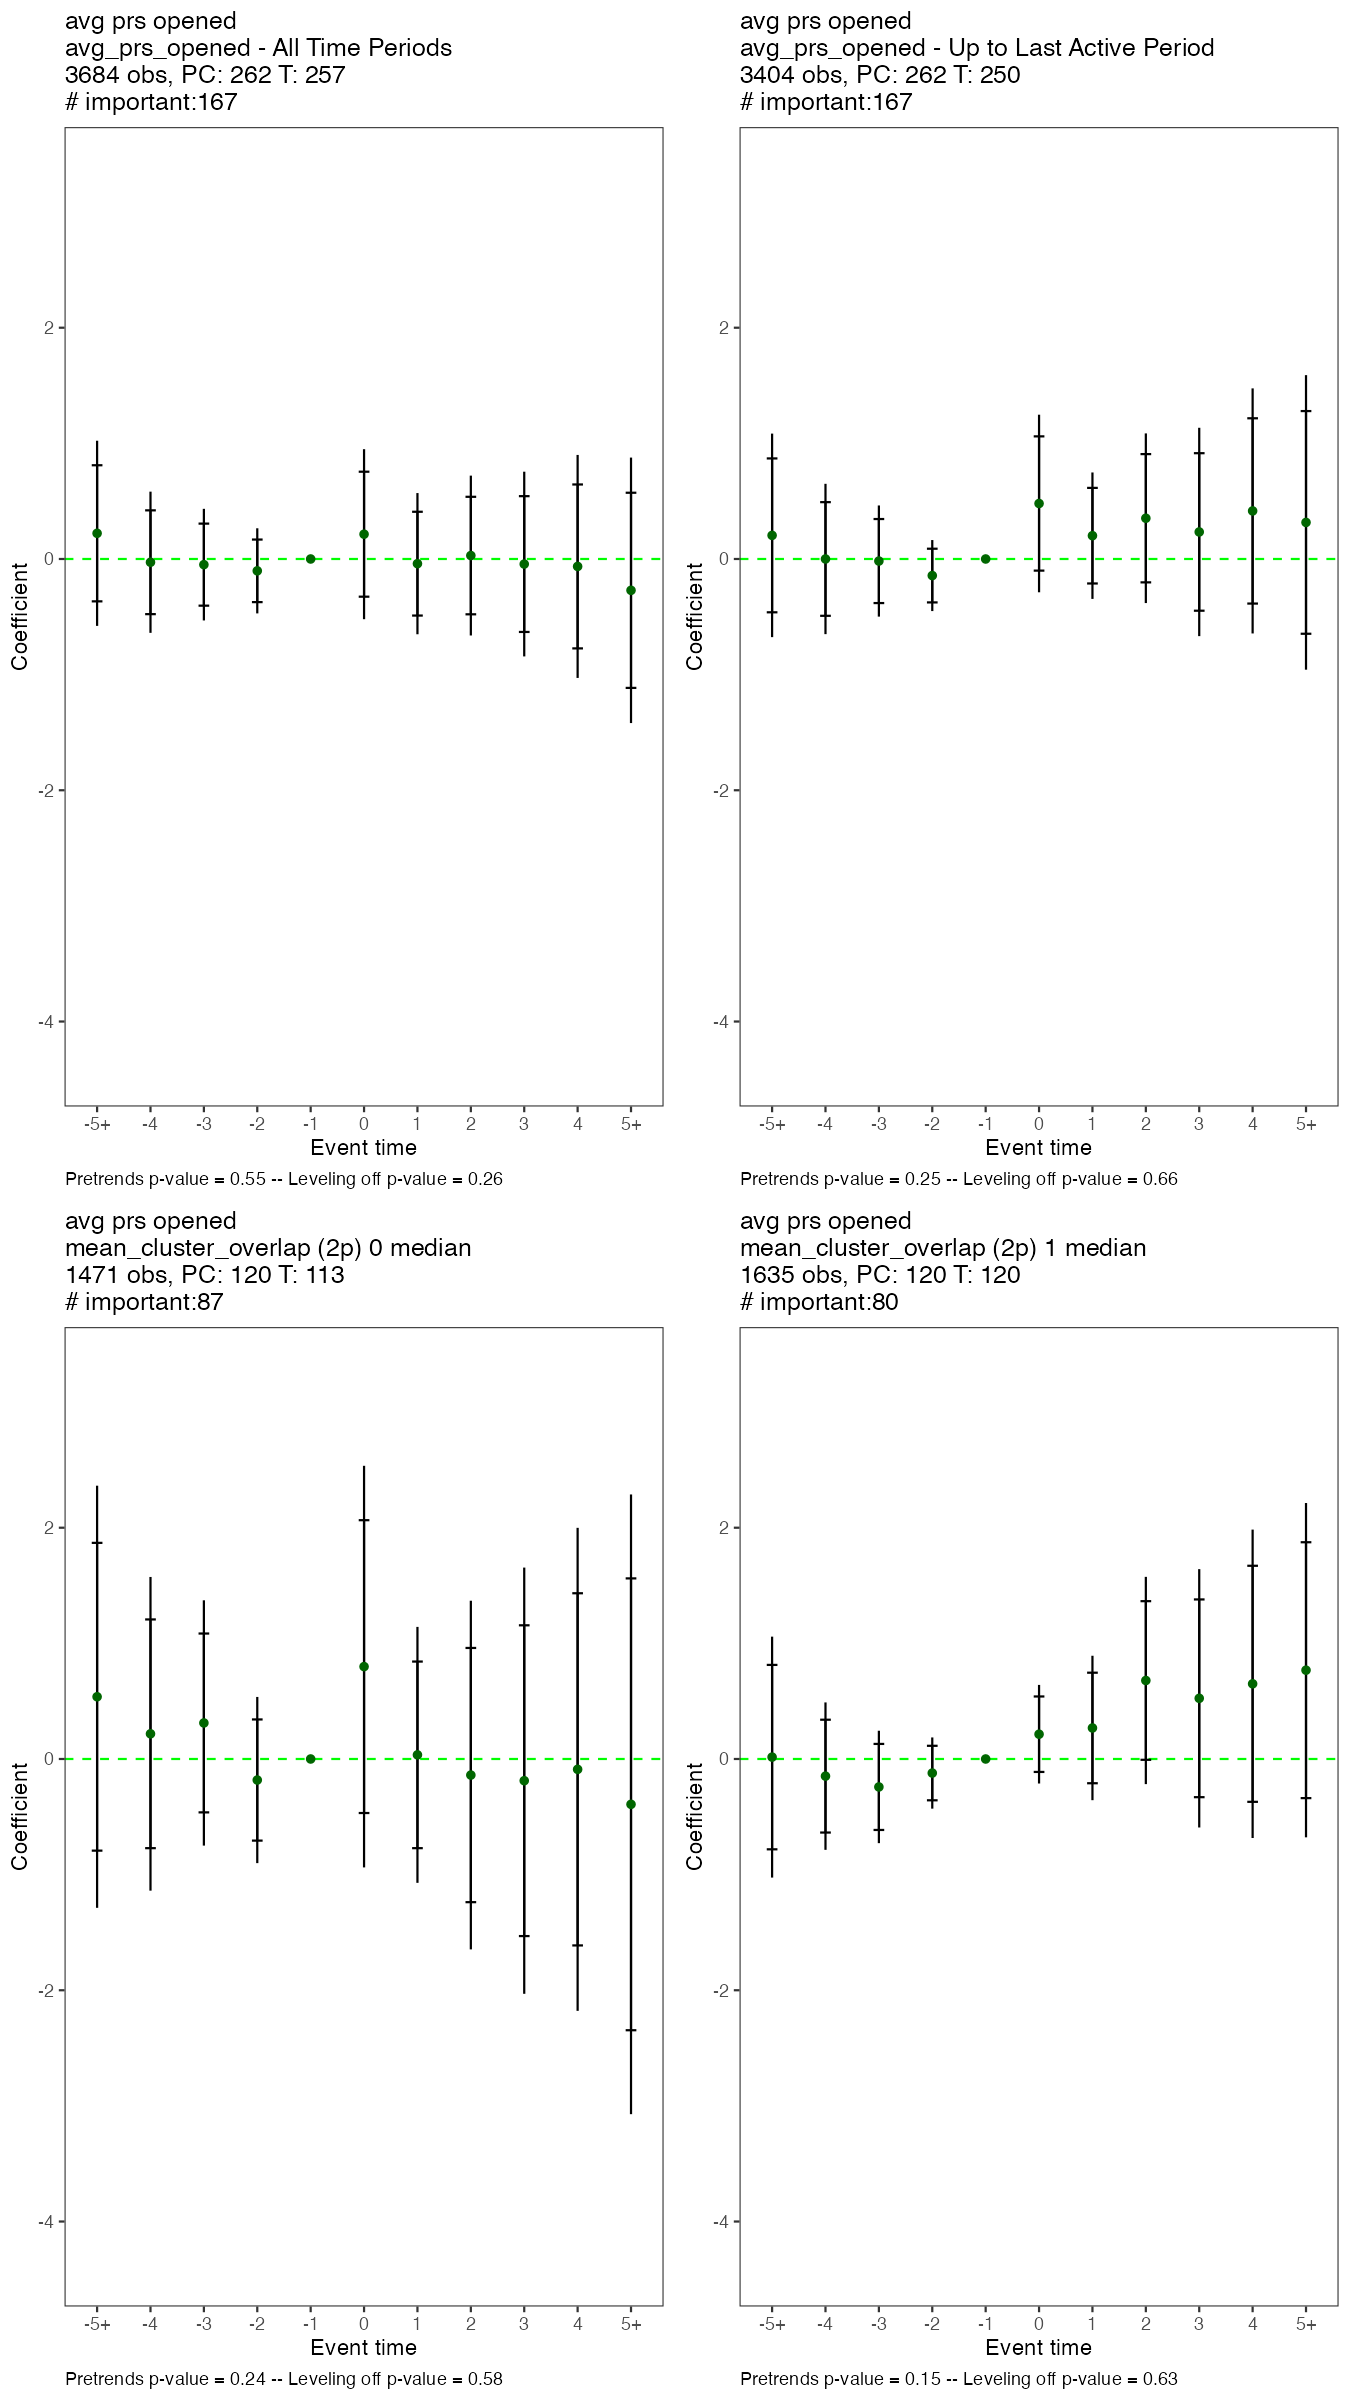 avg prs opened
avg_prs_opened - All Time Periods
3684 obs, PC: 262 T: 257
# important:167
Coefficient
2
0
-2
-4
-5+ -4 -3 -2 -1 0 1 2 3 4 5+
Event time
Pretrends p-value = 0.55 -- Leveling off p-value = 0.26
avg prs opened
avg_prs_opened - Up to Last Active Period
3404 obs, PC: 262 T: 250
# important:167
Coefficient
2
0
-2
-4
-5+ -4 -3 -2 -1 0 1 2 3 4 5+
Event time
Pretrends p-value = 0.25 -- Leveling off p-value = 0.66
avg prs opened
mean_cluster_overlap (2p) 0 median
1471 obs, PC: 120 T: 113
# important:87
Coefficient
2
0
-2
-4
-5+ -4 -3 -2 -1 0 1 2 3 4 5+
Event time
Pretrends p-value = 0.24 -- Leveling off p-value = 0.58
avg prs opened
mean_cluster_overlap (2p) 1 median
1635 obs, PC: 120 T: 120
# important:80
Coefficient
2
0
-2
-4
-5+ -4 -3 -2 -1 0 1 2 3 4 5+
Event time
Pretrends p-value = 0.15 -- Leveling off p-value = 0.63